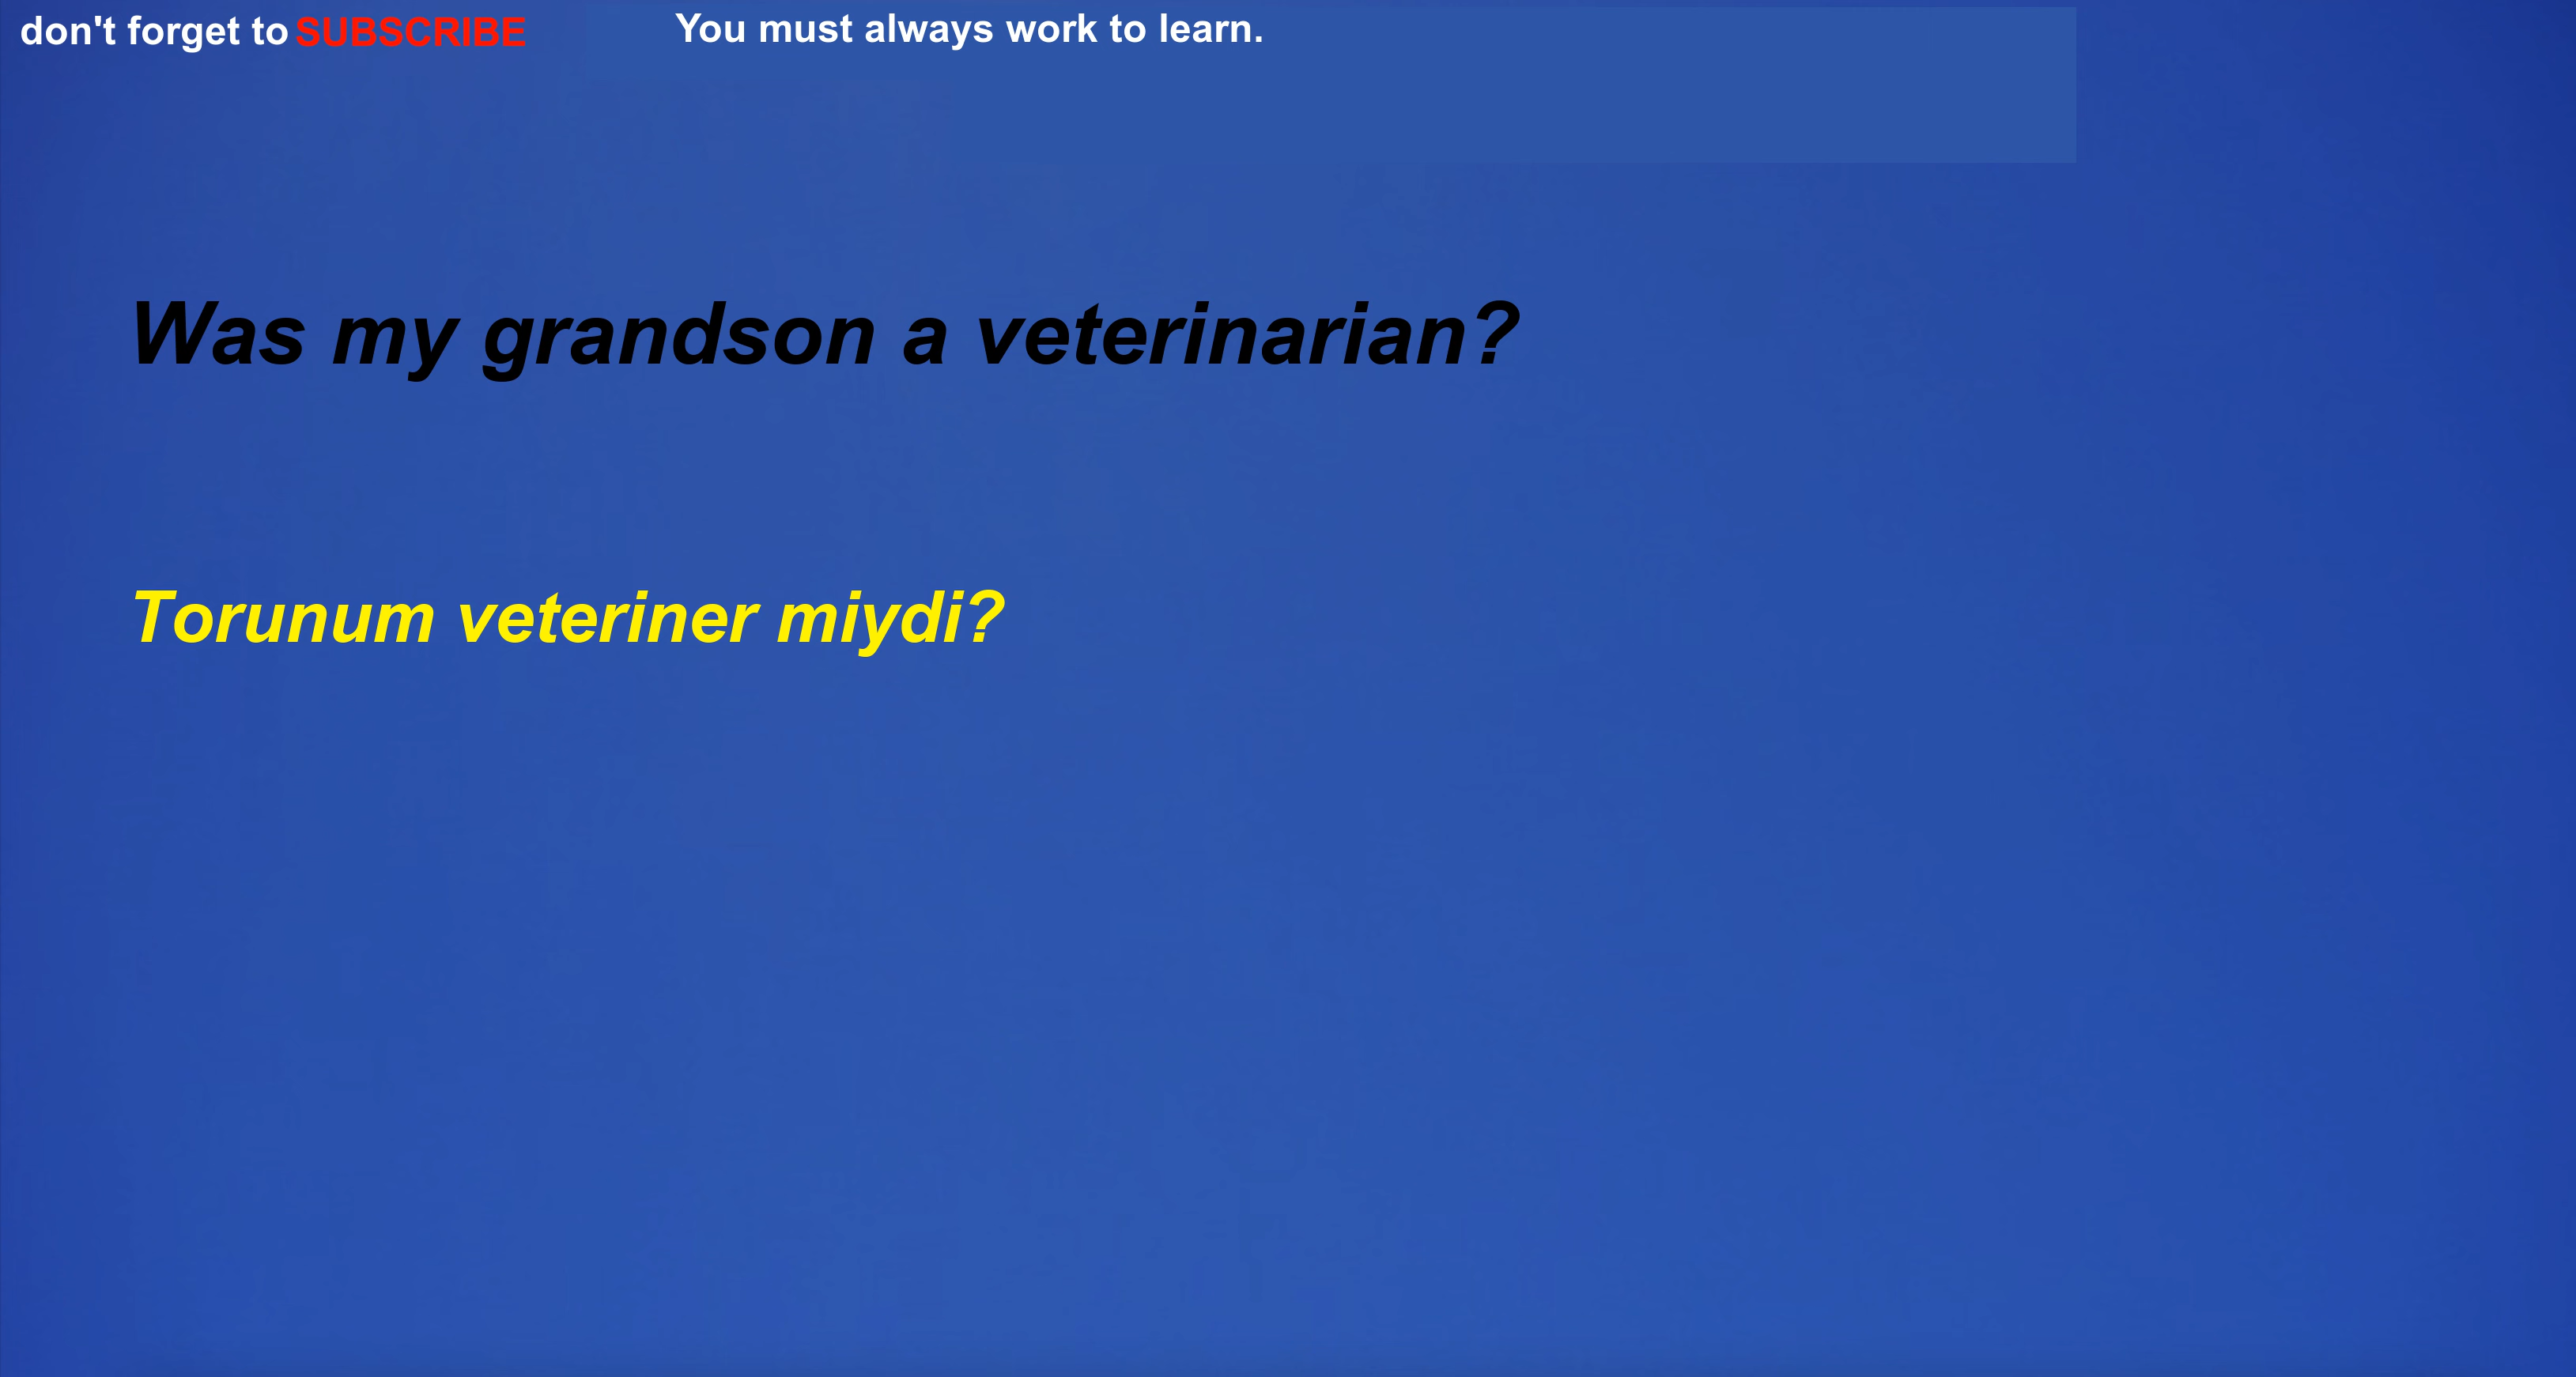 don't forget to SUBSCRIBE
You must always work to learn.
Was my grandson a veterinarian?
Torunum veteriner miydi?